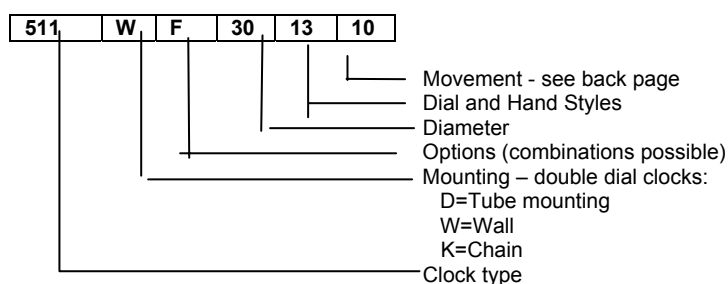 511 W F 30 13 10
Movement - see back page
Dial and Hand Styles
Diameter
Options (combinations possible)
Mounting – double dial clocks:
D=Tube mounting
W=Wall
K=Chain
Clock type